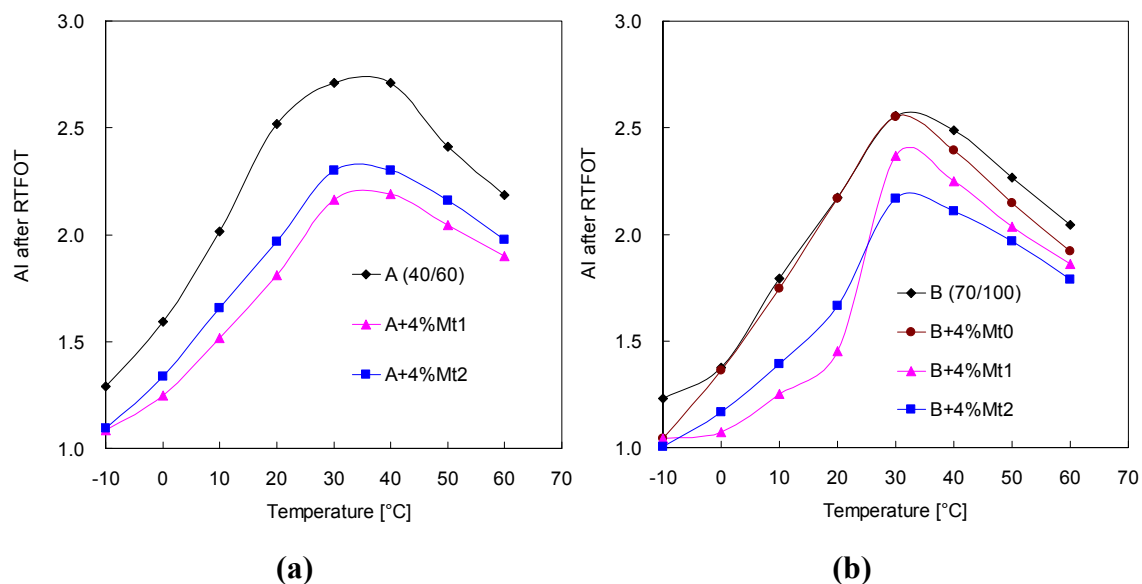 3.0
2.5
2.0
1.5
1.0
AI after RTFOT
-10 0 10 20 30 40 50 60 70
Temperature [°C]
A (40/60)
A+4%Mt1
A+4%Mt2
(a)
3.0
2.5
2.0
1.5
1.0
AI after RTFOT
-10 0 10 20 30 40 50 60 70
Temperature [°C]
B (70/100)
B+4%Mt0
B+4%Mt1
B+4%Mt2
(b)